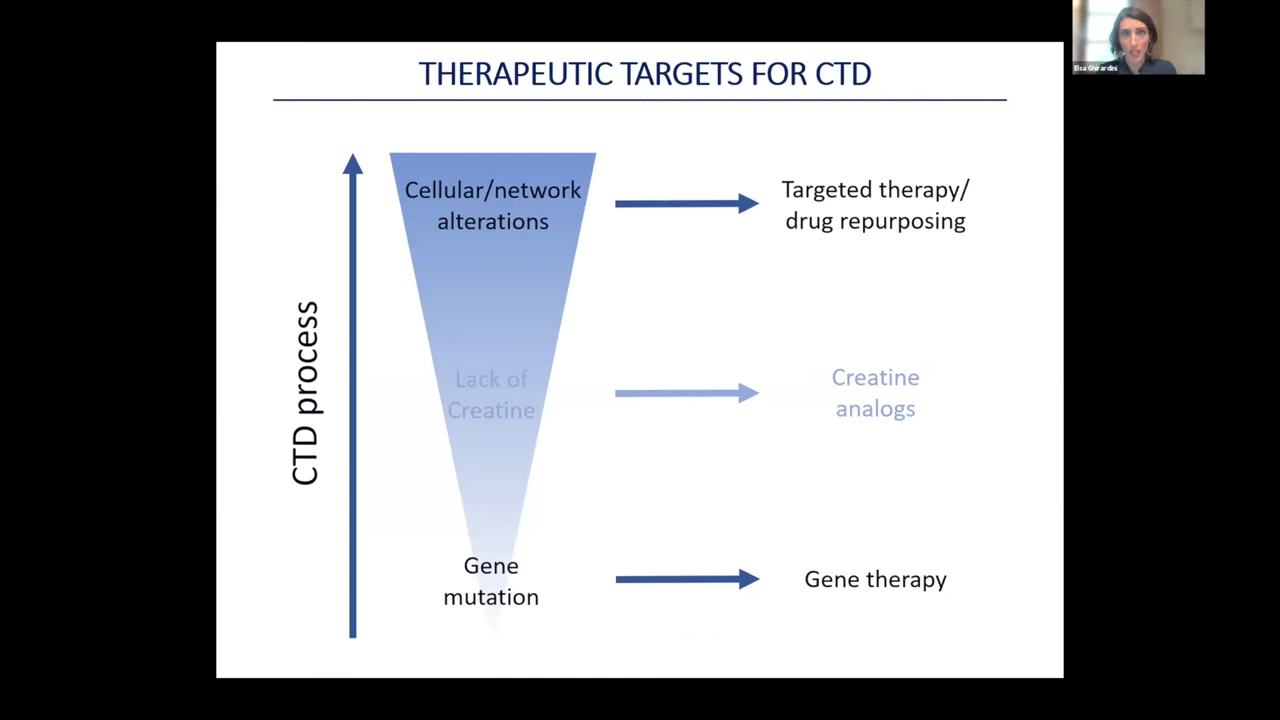 THERAPEUTIC TARGETS FOR CTD
Elsa Ghirardini
CTD process
Cellular/network
alterations
Targeted therapy/
drug repurposing
Lack of
Creatine
Creatine
analogs
Gene
mutation
Gene therapy